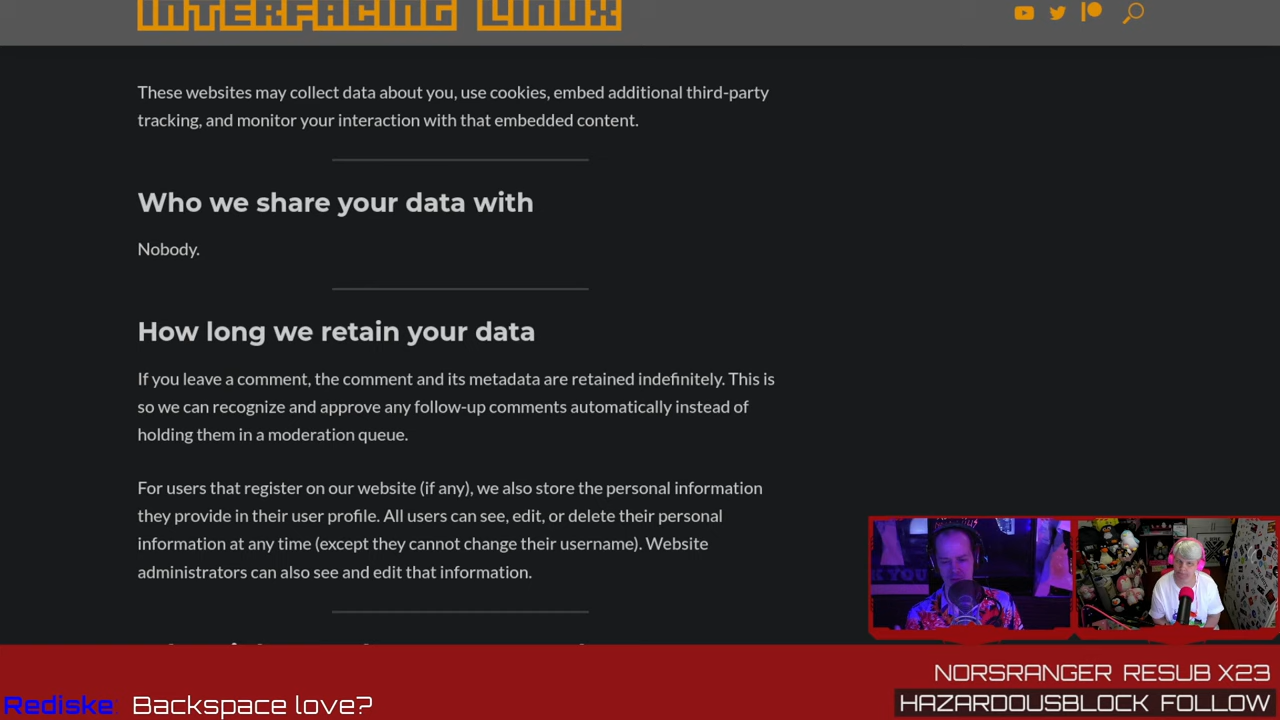 INTERFACING LINUX
These websites may collect data about you, use cookies, embed additional third-party
tracking, and monitor your interaction with that embedded content.
Who we share your data with
Nobody.
How long we retain your data
If you leave a comment, the comment and its metadata are retained indefinitely. This is
so we can recognize and approve any follow-up comments automatically instead of
holding them in a moderation queue.
For users that register on our website (if any), we also store the personal information
they provide in their user profile. All users can see, edit, or delete their personal
information at any time (except they cannot change their username). Website
administrators can also see and edit that information.
NORSRANGER RESUB X23
Rediske: Backspace love?
HAZARDOUSBLOCK FOLLOW